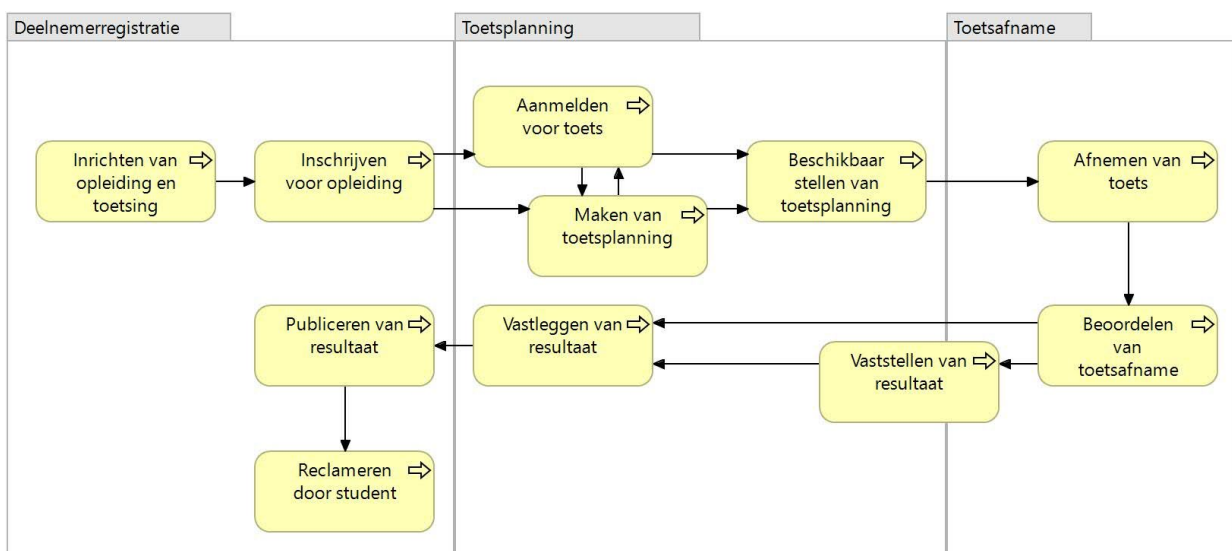 Deelnemerregistratie
Toetsplanning
Toetsafname
Inrichten van
opleiding en
toetsing
Inschrijven
voor opleiding
Aanmelden
voor toets
Maken van
toetsplanning
Beschikbaar
stellen van
toetsplanning
Afnemen van
toets
Publiceren van
resultaat
Vastleggen van
resultaat
Vaststellen van
resultaat
Beoordelen
van
toetsafname
Reclameren
door student